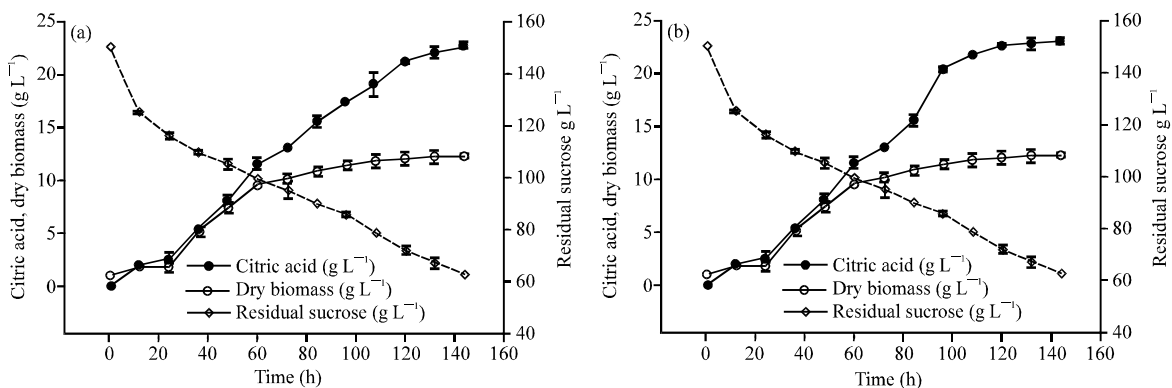 (a)
25
20
15
10
5
0
Citric acid, dry biomass (g L⁻¹)
160
140
120
100
80
60
40
Residual sucrose g L⁻¹
Citric acid (g L⁻¹)
Dry biomass (g L⁻¹)
Residual sucrose (g L⁻¹)
0 20 40 60 80 100 120 140 160
Time (h)
(b)
25
20
15
10
5
0
Citric acid, dry biomass (g L⁻¹)
160
140
120
100
80
60
40
Residual sucrose g L⁻¹
Citric acid (g L⁻¹)
Dry biomass (g L⁻¹)
Residual sucrose (g L⁻¹)
0 20 40 60 80 100 120 140 160
Time (h)